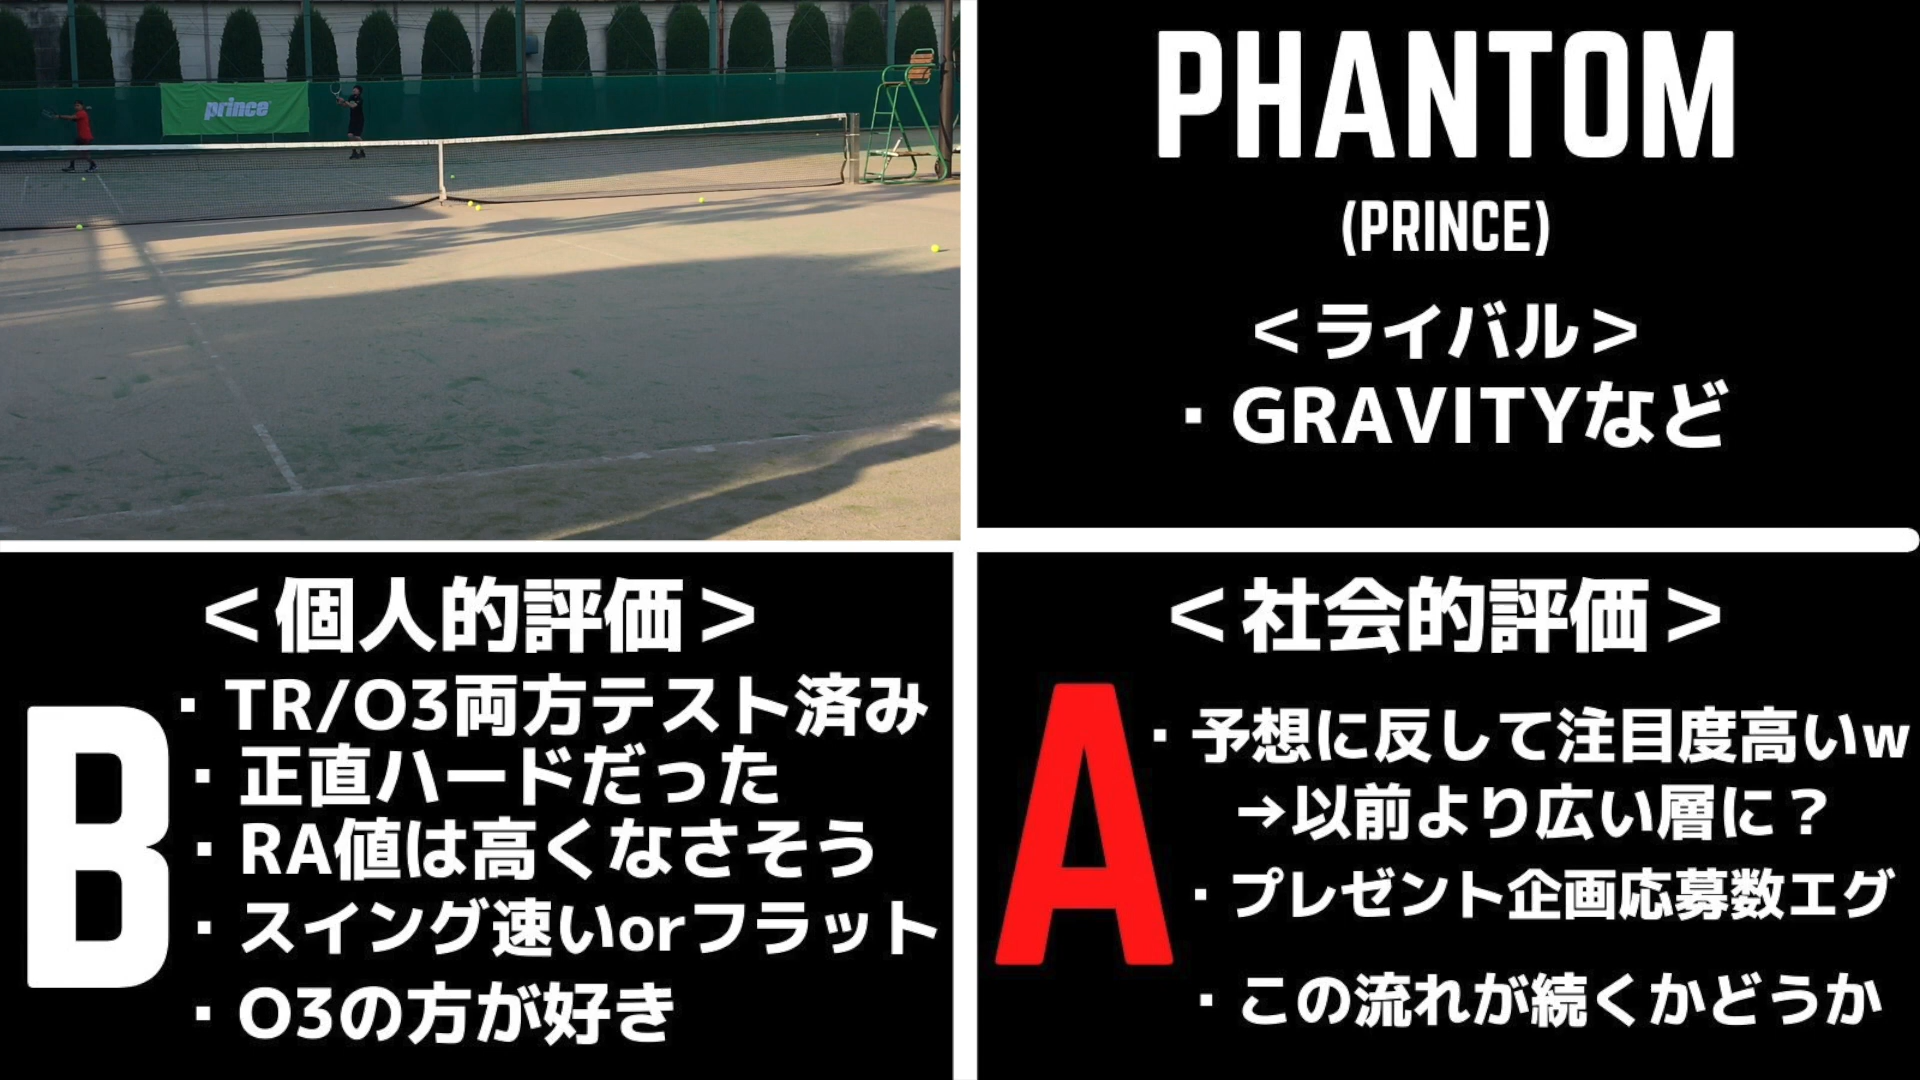 prince
PHANTOM
(PRINCE)
＜ライバル＞
・GRAVITYなど
＜個人的評価＞
B
・TR/O3両方テスト済み
・正直ハードだった
・RA値は高くなさそう
・スイング速いorフラット
・O3の方が好き
＜社会的評価＞
A
・予想に反して注目度高いw
→以前より広い層に？
・プレゼント企画応募数エグ
・この流れが続くかどうか